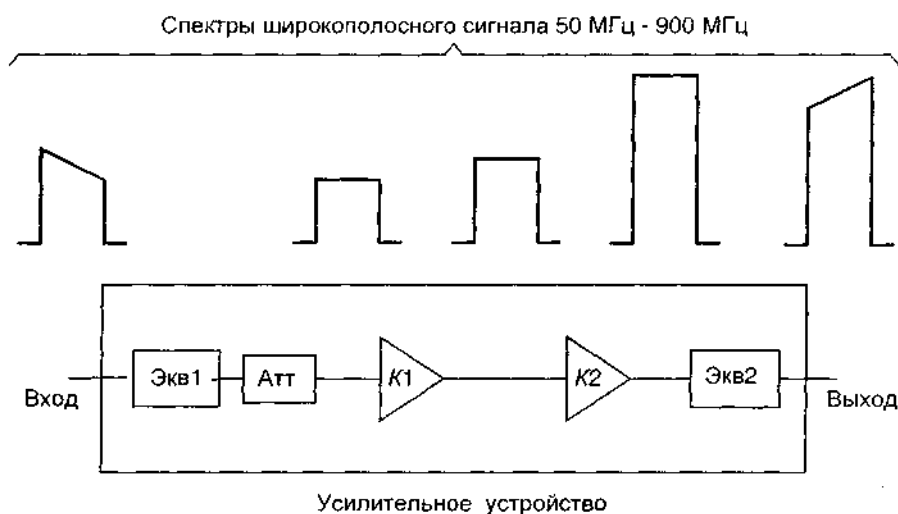 Спектры широкополосного сигнала 50 МГц - 900 МГц
Экв1
Атт
К1
К2
Экв2
Вход
Выход
Усилительное устройство